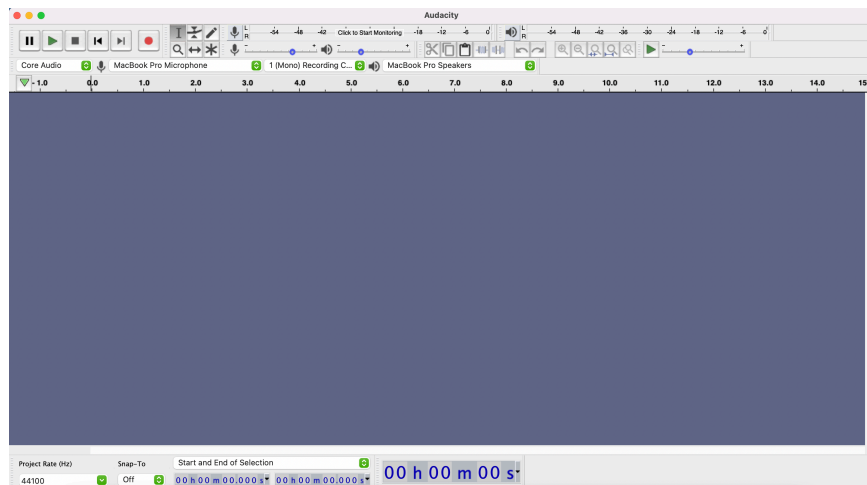 Audacity
L
R
-54 -48 -42 Click to Start Monitoring -18 -12 -6 0
L
R
-54 -48 -42 -36 -30 -24 -18 -12 -6 0
- +
- +
- +
Core Audio MacBook Pro Microphone 1 (Mono) Recording C... MacBook Pro Speakers
- 1.0 0.0 1.0 2.0 3.0 4.0 5.0 6.0 7.0 8.0 9.0 10.0 11.0 12.0 13.0 14.0 15
Project Rate (Hz) Snap-To Start and End of Selection
44100 Off 00 h 00 m 00.000 s 00 h 00 m 00.000 s
00 h 00 m 00 s